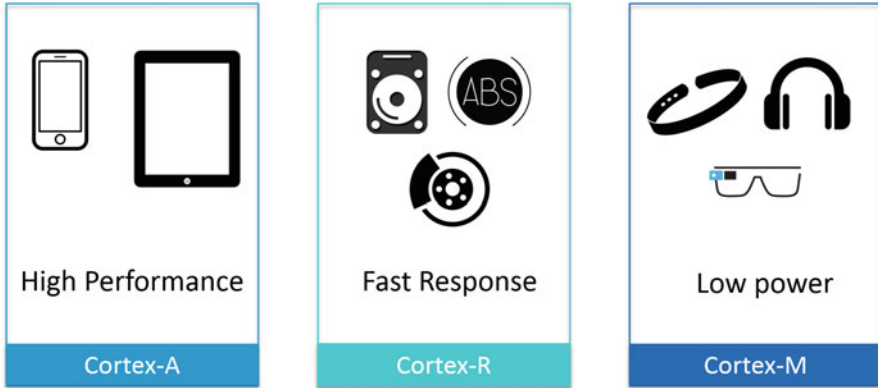 ABS
High Performance
Fast Response
Low power
Cortex-A
Cortex-R
Cortex-M